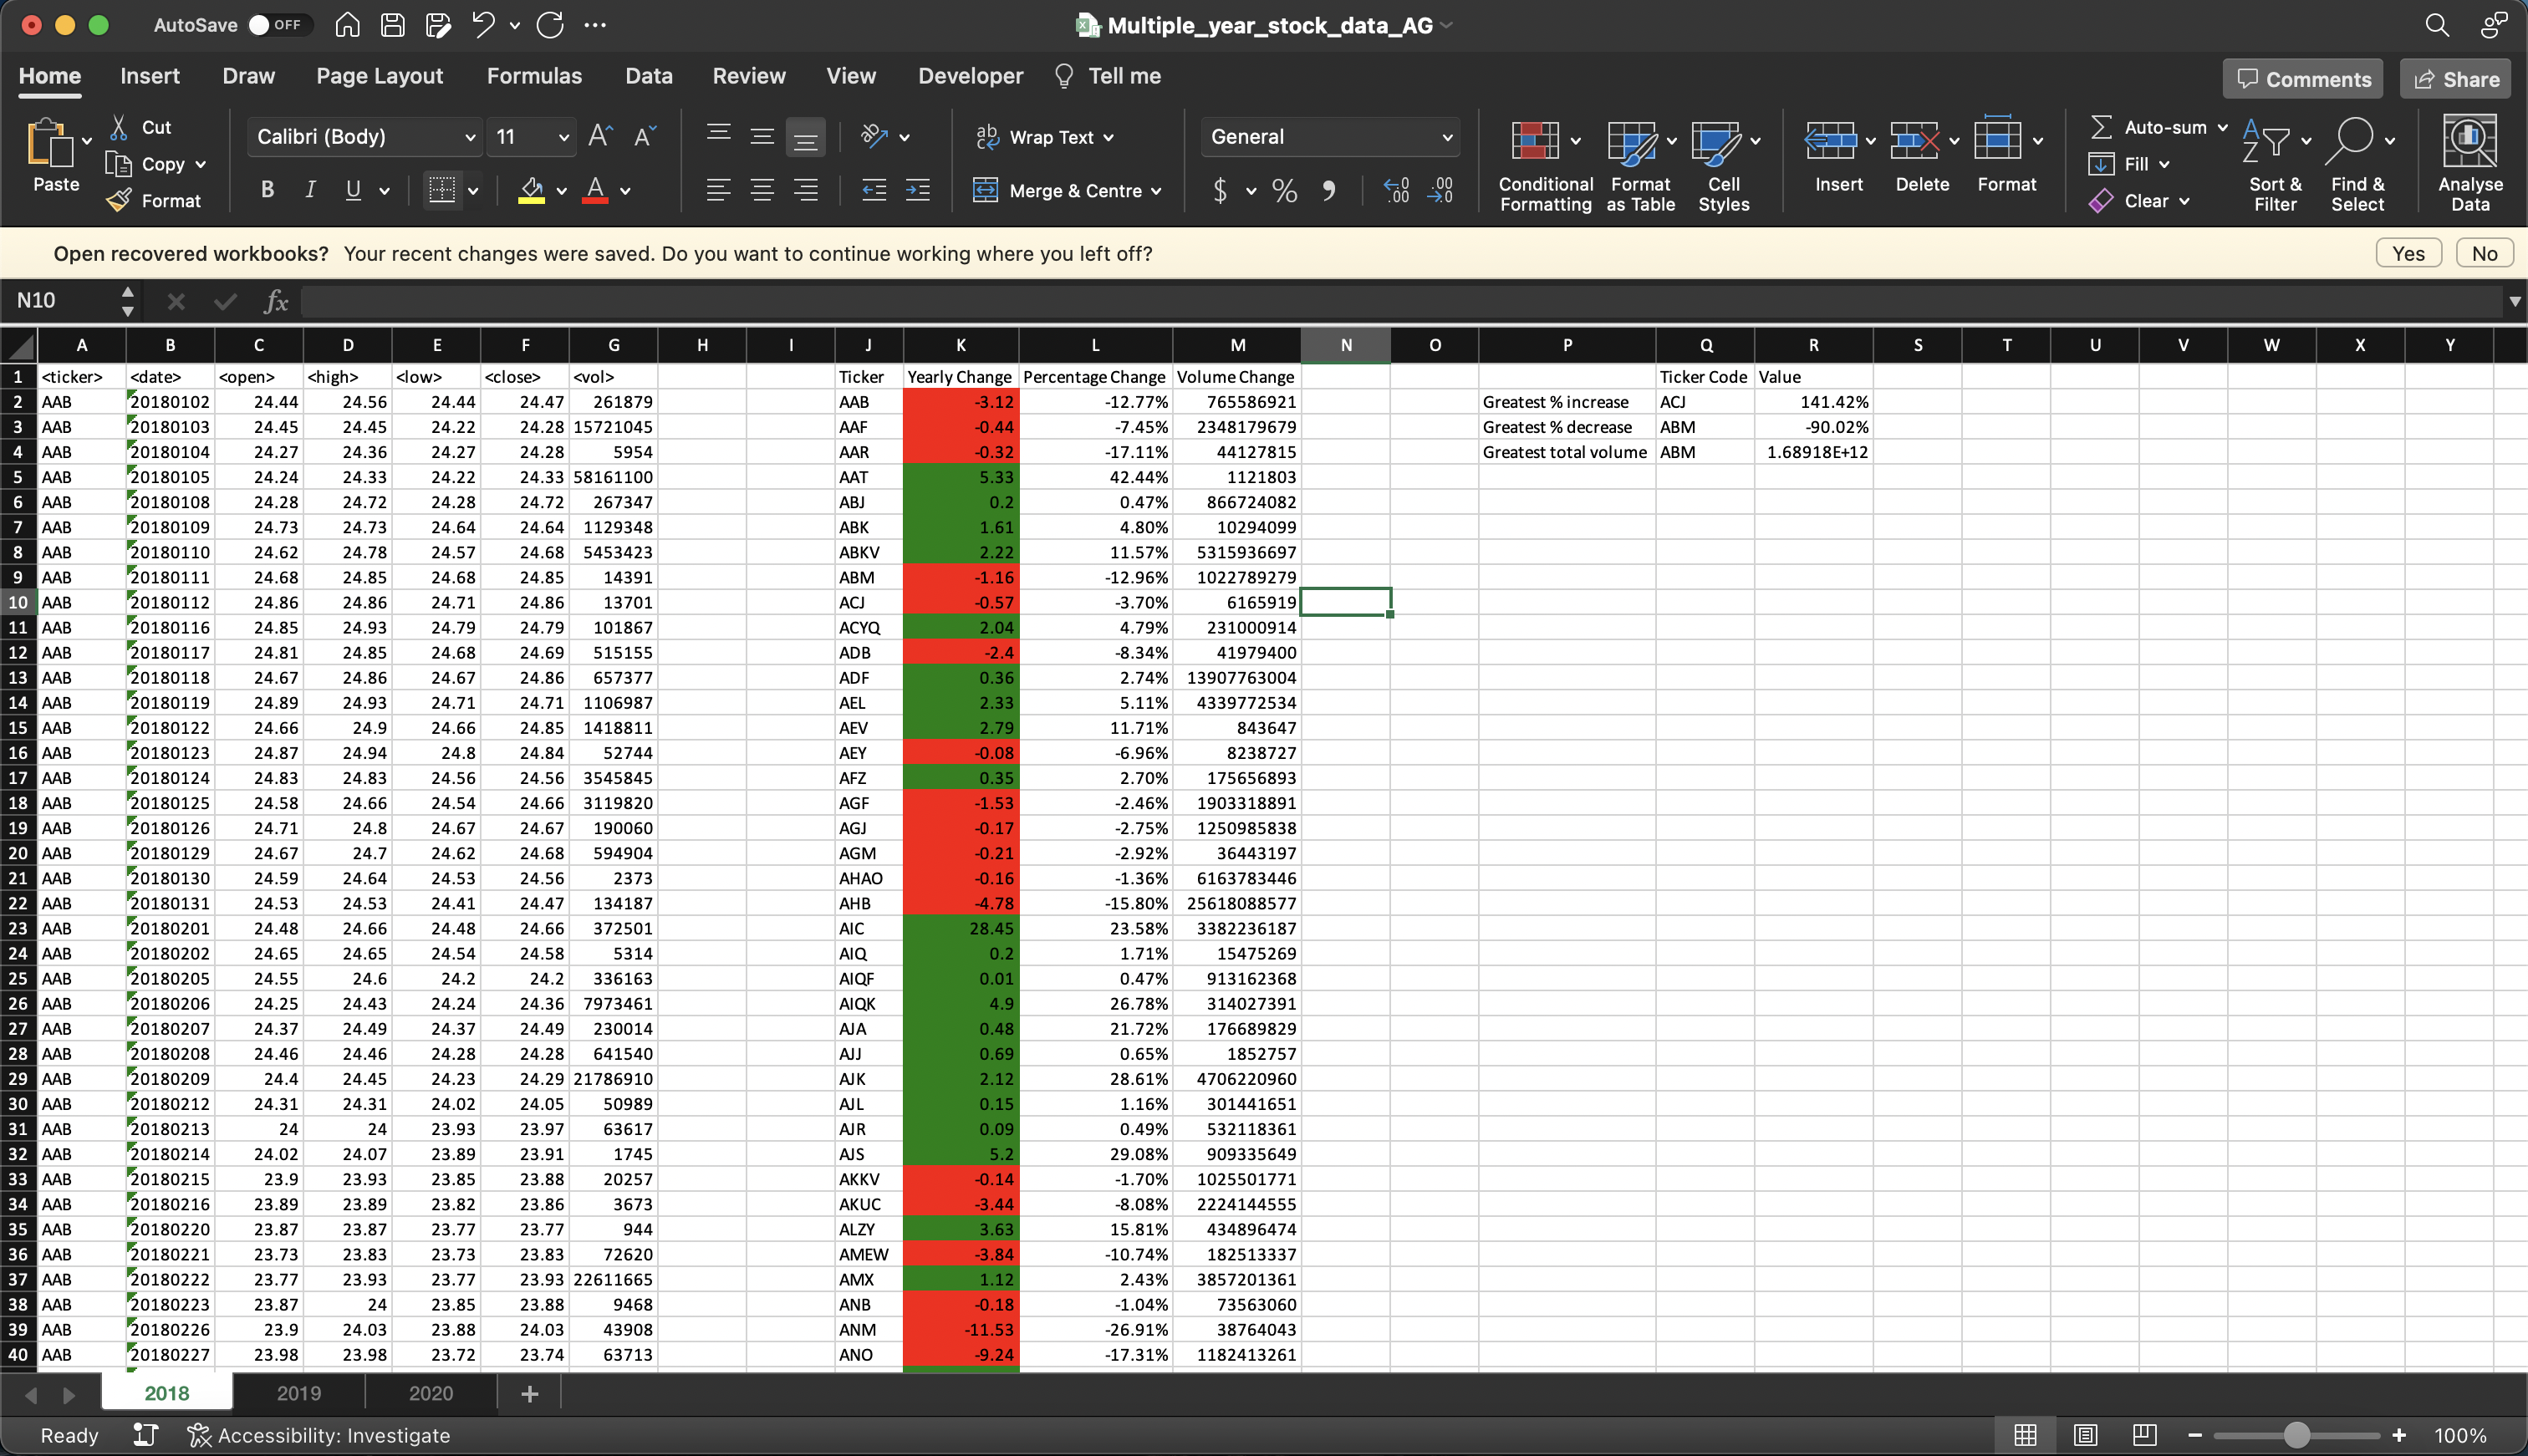 AutoSave OFF Multiple_year_stock_data_AG
Home Insert Draw Page Layout Formulas Data Review View Developer Tell me Comments Share
Paste Cut Copy Format Calibri (Body) 11 B I U A Wrap Text Merge & Centre General $ % Conditional Formatting Format as Table Cell Styles Insert Delete Format Auto-sum Fill Clear Sort & Filter Find & Select Analyse Data
Open recovered workbooks? Your recent changes were saved. Do you want to continue working where you left off? Yes No
N10 fx
A B C D E F G H I J K L M N O P Q R S T U V W X Y
1 <ticker> <date> <open> <high> <low> <close> <vol> Ticker Yearly Change Percentage Change Volume Change Ticker Code Value
2 AAB 20180102 24.44 24.56 24.44 24.47 261879 AAB -3.12 -12.77% 765586921 Greatest % increase ACJ 141.42%
3 AAB 20180103 24.45 24.45 24.22 24.28 15721045 AAF -0.44 -7.45% 2348179679 Greatest % decrease ABM -90.02%
4 AAB 20180104 24.27 24.36 24.27 24.28 5954 AAR -0.32 -17.11% 44127815 Greatest total volume ABM 1.68918E+12
5 AAB 20180105 24.24 24.33 24.22 24.33 58161100 AAT 5.33 42.44% 1121803
6 AAB 20180108 24.28 24.72 24.28 24.72 267347 ABJ 0.2 0.47% 866724082
7 AAB 20180109 24.73 24.73 24.64 24.64 1129348 ABK 1.61 4.80% 10294099
8 AAB 20180110 24.62 24.78 24.57 24.68 5453423 ABKV 2.22 11.57% 5315936697
9 AAB 20180111 24.68 24.85 24.68 24.85 14391 ABM -1.16 -12.96% 1022789279
10 AAB 20180112 24.86 24.86 24.71 24.86 13701 ACJ -0.57 -3.70% 6165919
11 AAB 20180116 24.85 24.93 24.79 24.79 101867 ACYQ 2.04 4.79% 231000914
12 AAB 20180117 24.81 24.85 24.68 24.69 515155 ADB -2.4 -8.34% 41979400
13 AAB 20180118 24.67 24.86 24.67 24.86 657377 ADF 0.36 2.74% 13907763004
14 AAB 20180119 24.89 24.93 24.71 24.71 1106987 AEL 2.33 5.11% 4339772534
15 AAB 20180122 24.66 24.9 24.66 24.85 1418811 AEV 2.79 11.71% 843647
16 AAB 20180123 24.87 24.94 24.8 24.84 52744 AEY -0.08 -6.96% 8238727
17 AAB 20180124 24.83 24.83 24.56 24.56 3545845 AFZ 0.35 2.70% 175656893
18 AAB 20180125 24.58 24.66 24.54 24.66 3119820 AGF -1.53 -2.46% 1903318891
19 AAB 20180126 24.71 24.8 24.67 24.67 190060 AGJ -0.17 -2.75% 1250985838
20 AAB 20180129 24.67 24.7 24.62 24.68 594904 AGM -0.21 -2.92% 36443197
21 AAB 20180130 24.59 24.64 24.53 24.56 2373 AHAO -0.16 -1.36% 6163783446
22 AAB 20180131 24.53 24.53 24.41 24.47 134187 AHB -4.78 -15.80% 25618088577
23 AAB 20180201 24.48 24.66 24.48 24.66 372501 AIC 28.45 23.58% 3382236187
24 AAB 20180202 24.65 24.65 24.54 24.58 5314 AIQ 0.2 1.71% 15475269
25 AAB 20180205 24.55 24.6 24.2 24.2 336163 AIQF 0.01 0.47% 913162368
26 AAB 20180206 24.25 24.43 24.24 24.36 7973461 AIQK 4.9 26.78% 314027391
27 AAB 20180207 24.37 24.49 24.37 24.49 230014 AJA 0.48 21.72% 176689829
28 AAB 20180208 24.46 24.46 24.28 24.28 641540 AJJ 0.69 0.65% 1852757
29 AAB 20180209 24.4 24.45 24.23 24.29 21786910 AJK 2.12 28.61% 4706220960
30 AAB 20180212 24.31 24.31 24.02 24.05 50989 AJL 0.15 1.16% 301441651
31 AAB 20180213 24 24 23.93 23.97 63617 AJR 0.09 0.49% 532118361
32 AAB 20180214 24.02 24.07 23.89 23.91 1745 AJS 5.2 29.08% 909335649
33 AAB 20180215 23.9 23.93 23.85 23.88 20257 AKKV -0.14 -1.70% 1025501771
34 AAB 20180216 23.89 23.89 23.82 23.86 3673 AKUC -3.44 -8.08% 2224144555
35 AAB 20180220 23.87 23.87 23.77 23.77 944 ALZY 3.63 15.81% 434896474
36 AAB 20180221 23.73 23.83 23.73 23.83 72620 AMEW -3.84 -10.74% 182513337
37 AAB 20180222 23.77 23.93 23.77 23.93 22611665 AMX 1.12 2.43% 3857201361
38 AAB 20180223 23.87 24 23.85 23.88 9468 ANB -0.18 -1.04% 73563060
39 AAB 20180226 23.9 24.03 23.88 24.03 43908 ANM -11.53 -26.91% 38764043
40 AAB 20180227 23.98 23.98 23.72 23.74 63713 ANO -9.24 -17.31% 1182413261
2018 2019 2020 +
Ready Accessibility: Investigate 100%